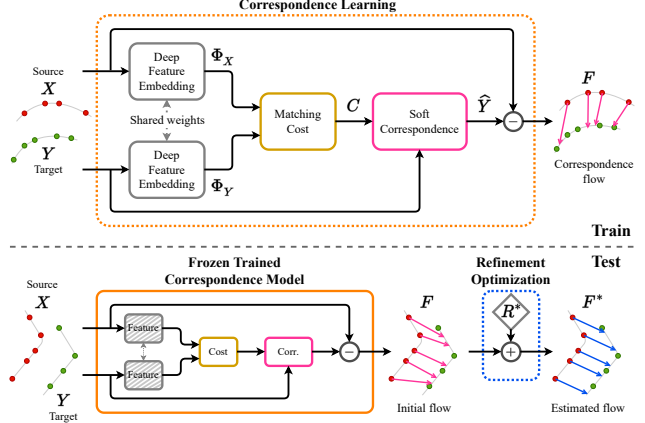 Correspondence Learning
Source
X
Y
Target
Deep
Feature
Embedding
Φ_X
Shared weights
Deep
Feature
Embedding
Φ_Y
Matching
Cost
C
Soft
Correspondence
Ŷ
−
F
Correspondence
flow
Train
Test
Frozen Trained
Correspondence Model
Source
X
Y
Target
Feature
Feature
Cost
Corr.
−
F
Initial flow
Refinement
Optimization
R*
+
F*
Estimated flow